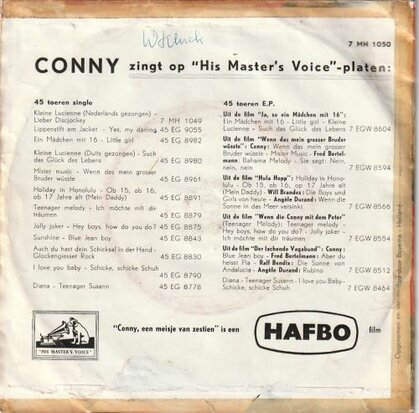 7 MH 1050
CONNY zingt op "His Master's Voice"-platen:
45 toeren single
Kleine Lucienne (Nederlands gezongen) -
Lieber Discjockey 7 MH 1049
Lippenstift am Jacket - Yes, my darling 45 EG 9055
Ein Mädchen mit 16 - Little girl 45 EG 8982
Kleine Lucienne (Duits gezongen) - Such
das Glück des Lebens 45 EG 8980
Mister music - Wenn das mein grosser
Bruder wüsste 45 EG 8961
Holiday in Honolulu - Ob 15, ob 16,
ob 17 Jahre alt (Mein Daddy) 45 EG 8891
Teenager melody - Ich möchte mit dir
träumen 45 EG 8879
Jolly joker - Hey boys, how do you do? 45 EG 8875
Sunshine - Blue Jean boy 45 EG 8843
Auch du hast dein Schicksal in der Hand -
Glockengiesser Rock 45 EG 8830
I love you baby - Schicke, schicke Schuh
45 EG 8790
Diana - Teenager Susann 45 EG 8778
45 toeren E.P.
Uit de film "Ja, so ein Mädchen mit 16":
Ein Mädchen mit 16 - Little girl - Kleine
Lucienne - Such das Glück des Lebens
7 EGW 8604
Uit de film "Wenn das mein grosser Bruder
wüsste": Conny: Wenn das mein grosser
Bruder wüsste - Mister Music - Fred Bertel-
mann: Bahama Melody - Sie sagt: Nein,
nein, nein 7 EGW 8594
Uit de film "Hula Hopp": Holiday in Hono-
lulu - Ob 15, ob 16, op 17 Jahre alt
(Mein Daddy) - Will Brandes: Die Boys und
Girls von heute - Angèle Durand: Wenn die
Sonne im Meer versinkt 7 EGW 8566
Uit de film "Wenn die Conny mit dem Peter"
(Teenager Melody): Teenager melody -
Hey boys, how do you do? - Jolly joker -
Ich möchte mit dir träumen 7 EGW 8554
Uit de film "Der lachende Vagabund": Conny:
Blue Jean boy - Fred Bertelmann: Aber du
heisst Pia - Ralf Bendix: Die Sonne von
Andalucia - Angèle Durand: Rubino
7 EGW 8512
Diana - Teenager Susann - I love you Baby -
Schicke, schicke Schuh 7 EGW 8464
"HIS MASTER'S VOICE"
"Conny, een meisje van zestien" is een
HAFBO
film